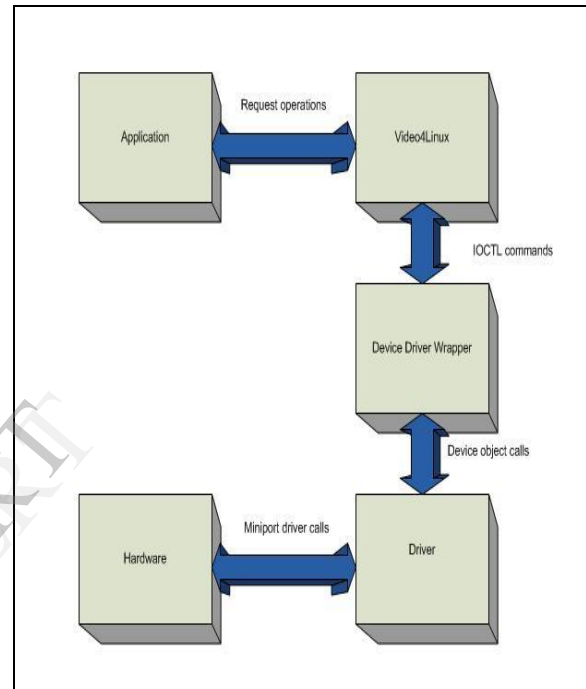 Request operations
Application
Video4Linux
IOCTL commands
Device Driver Wrapper
Device object calls
Miniport driver calls
Hardware
Driver